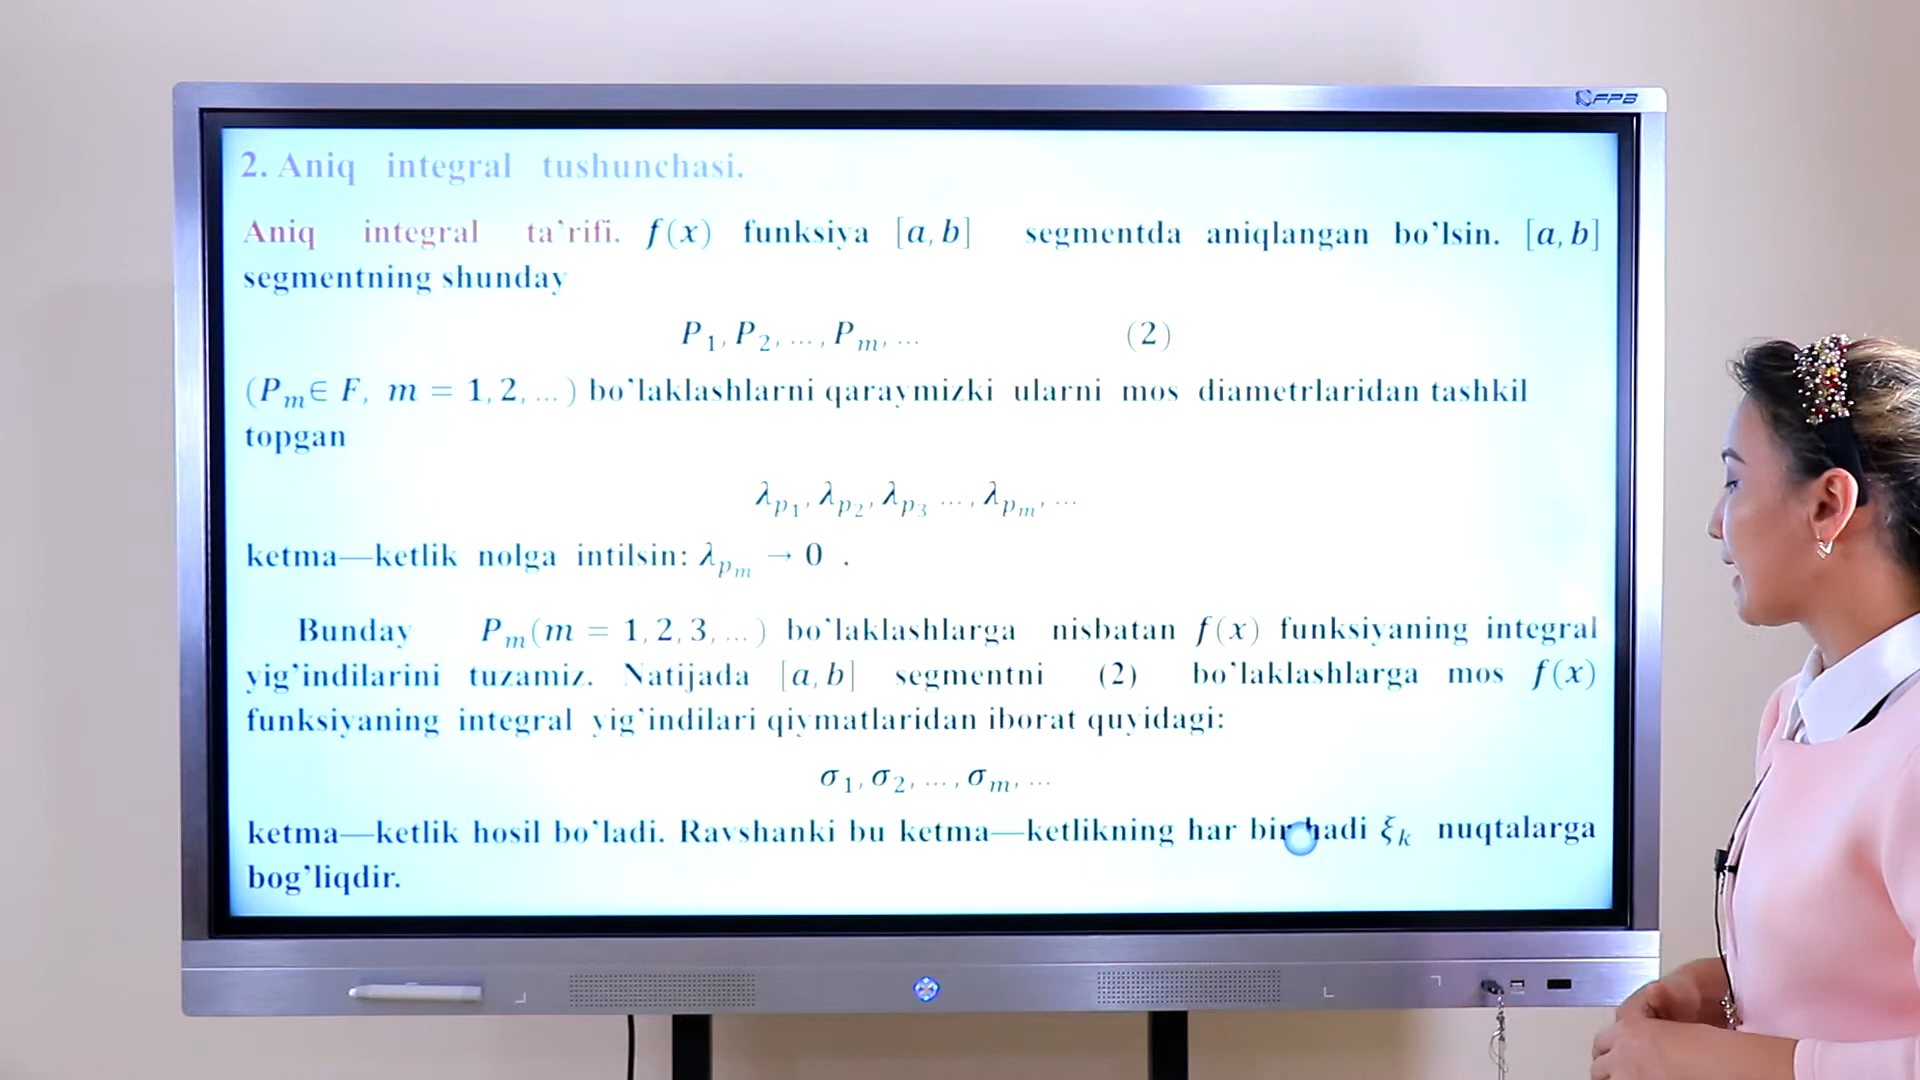 FPB
2. Aniq integral tushunchasi.
Aniq integral ta'rifi. f(x) funksiya [a, b] segmentda aniqlangan bo'lsin. [a, b]
segmentning shunday
P₁, P₂, ... , Pₘ, ... (2)
(Pₘ∈ F, m = 1, 2, ... ) bo'laklashlarni qaraymizki ularni mos diametrlaridan tashkil
topgan
λₚ₁, λₚ₂, λₚ₃ ... , λₚₘ, ...
ketma—ketlik nolga intilsin: λₚₘ → 0 .
Bunday Pₘ(m = 1, 2, 3, ... ) bo'laklashlarga nisbatan f(x) funksiyaning integral
yig'indilarini tuzamiz. Natijada [a, b] segmentni (2) bo'laklashlarga mos f(x)
funksiyaning integral yig'indilari qiymatlaridan iborat quyidagi:
σ₁, σ₂, ... , σₘ, ...
ketma—ketlik hosil bo'ladi. Ravshanki bu ketma—ketlikning har bir hadi ξₖ nuqtalarga
bog'liqdir.